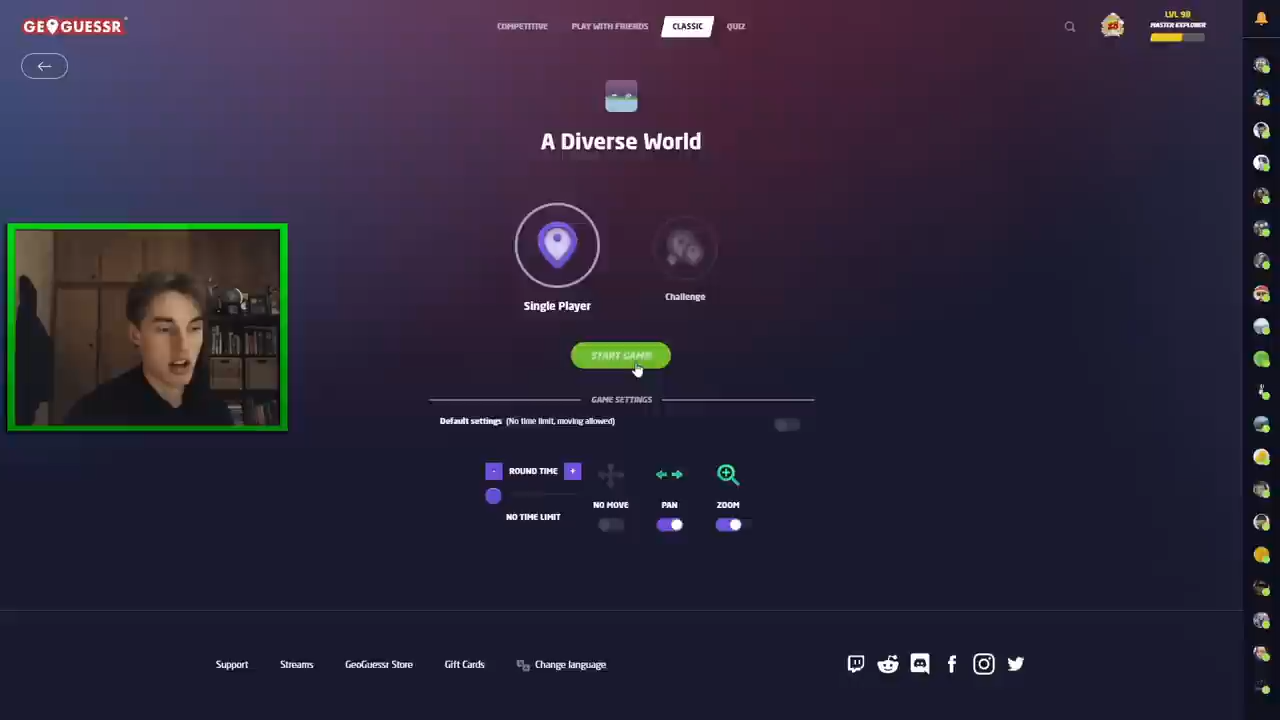 GEOGUESSR
COMPETITIVE
PLAY WITH FRIENDS
CLASSIC
QUIZ
LVL 98
MASTER EXPLORER
A Diverse World
Single Player
Challenge
START GAME
GAME SETTINGS
Default settings (No time limit, moving allowed)
- ROUND TIME +
NO TIME LIMIT
NO MOVE
PAN
ZOOM
Support
Streams
GeoGuessr Store
Gift Cards
Change language